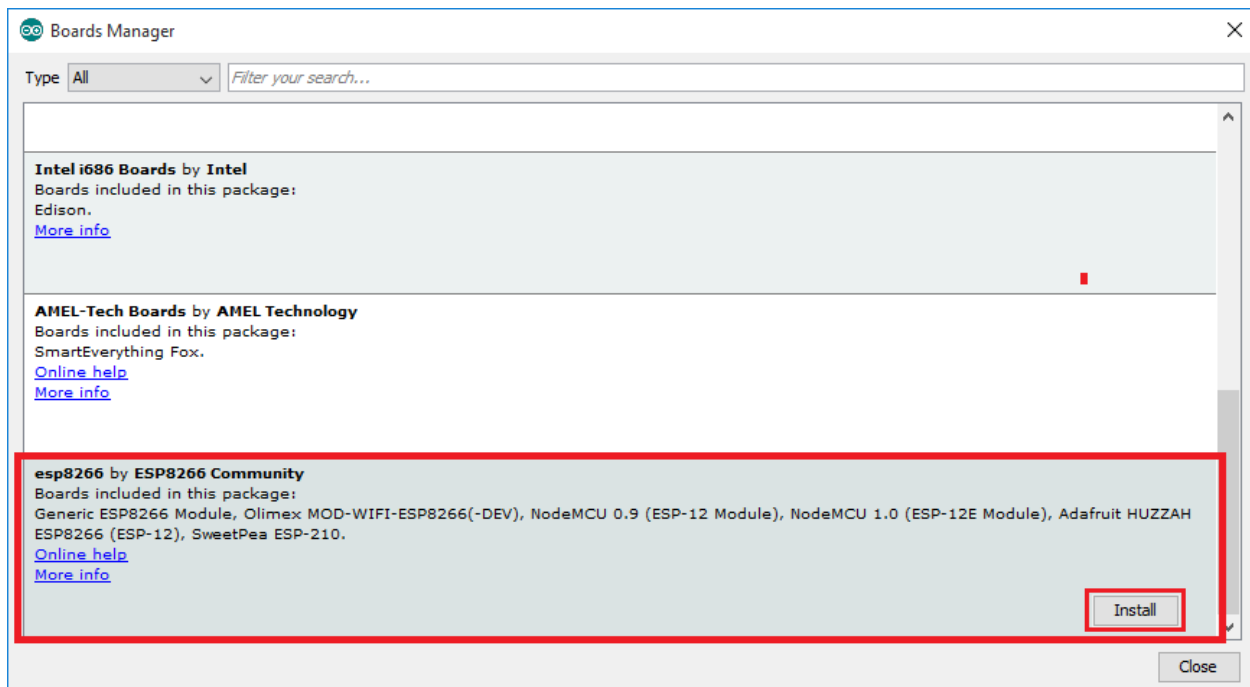 Boards Manager
Type All Filter your search...
Intel i686 Boards by Intel
Boards included in this package:
Edison.
More info
AMEL-Tech Boards by AMEL Technology
Boards included in this package:
SmartEverything Fox.
Online help
More info
esp8266 by ESP8266 Community
Boards included in this package:
Generic ESP8266 Module, Olimex MOD-WIFI-ESP8266(-DEV), NodeMCU 0.9 (ESP-12 Module), NodeMCU 1.0 (ESP-12E Module), Adafruit HUZZAH
ESP8266 (ESP-12), SweetPea ESP-210.
Online help
More info
Install
Close